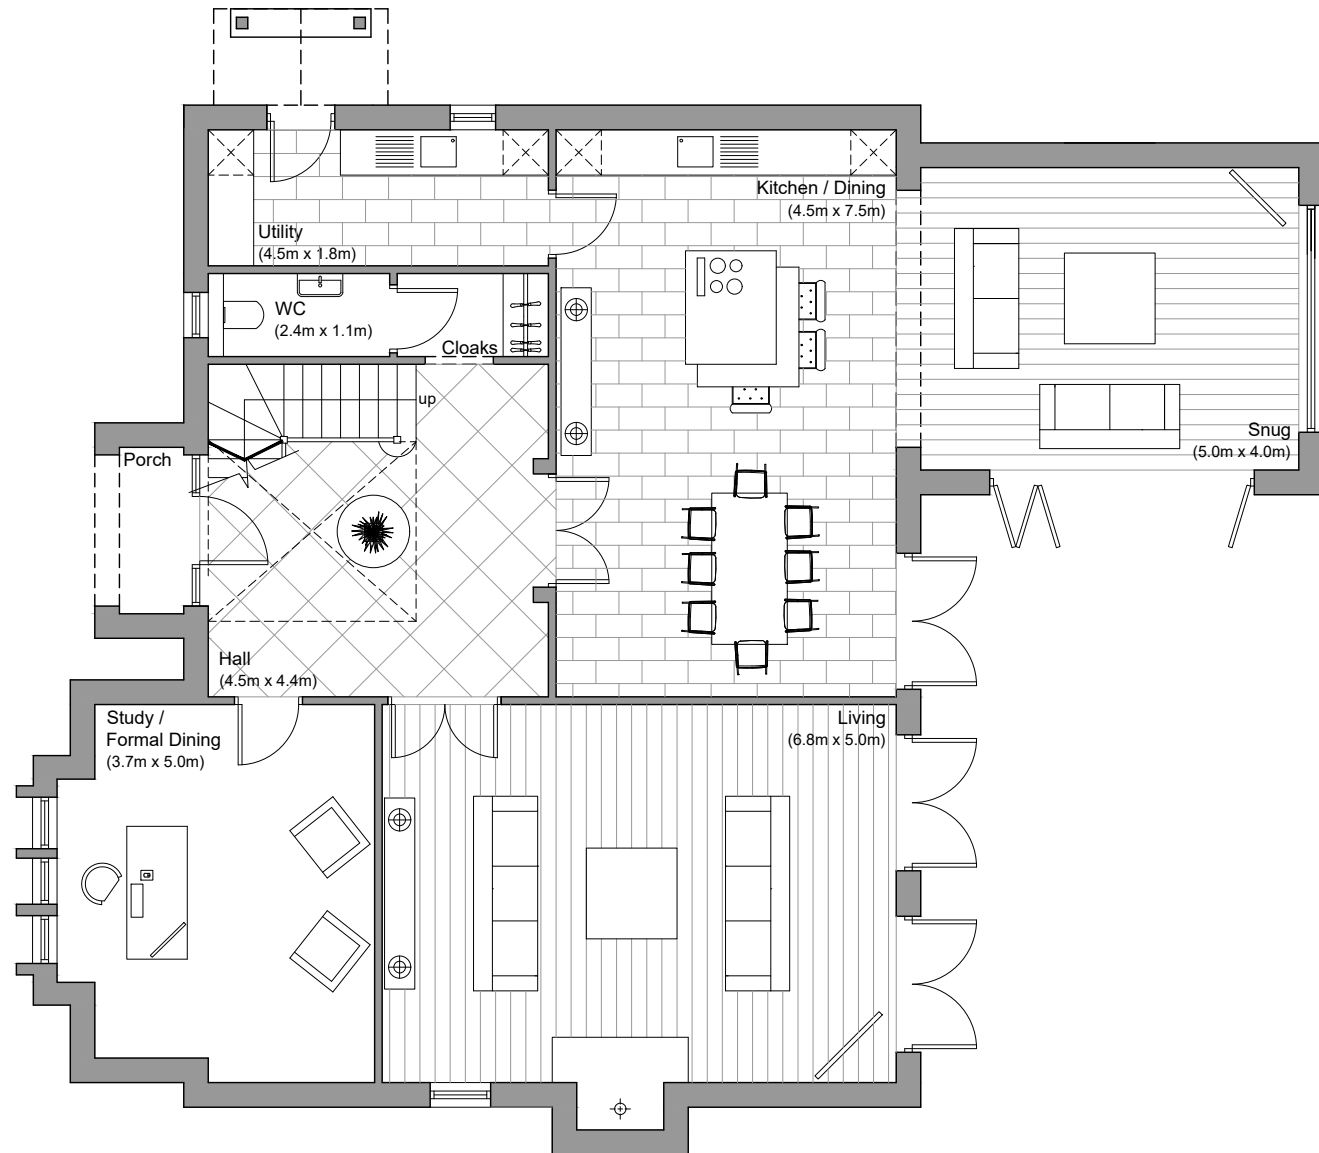 Kitchen / Dining
(4.5m x 7.5m)
Utility
(4.5m x 1.8m)
WC
(2.4m x 1.1m)
Cloaks
up
Snug
(5.0m x 4.0m)
Porch
Hall
(4.5m x 4.4m)
Study /
Formal Dining
(3.7m x 5.0m)
Living
(6.8m x 5.0m)